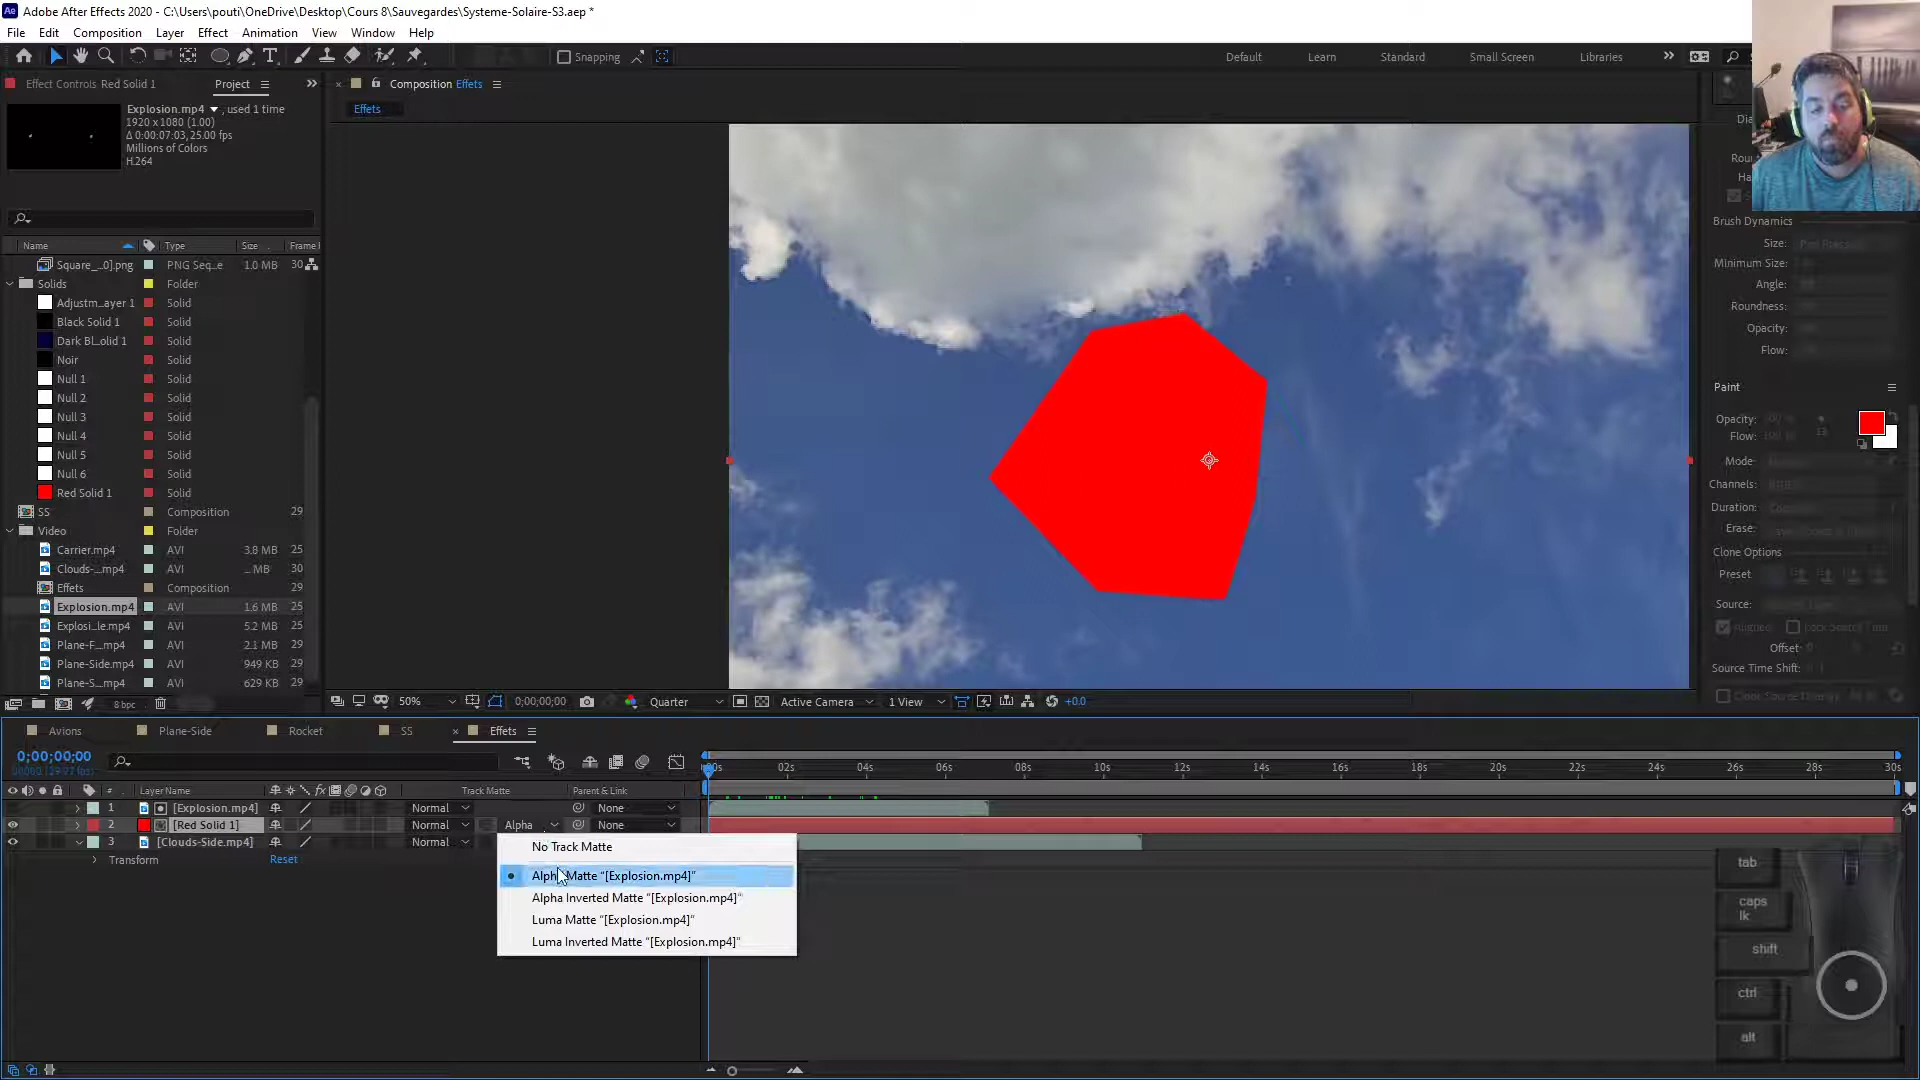 Adobe After Effects 2020 - C:\Users\pouti\OneDrive\Desktop\Cours 8\Sauvegardes\Systeme-Solaire-S3.aep *
File Edit Composition Layer Effect Animation View Window Help
Snapping
Default Learn Standard Small Screen Libraries
Effect Controls Red Solid 1
Project
Composition Effets
Effets
Explosion.mp4 , used 1 time
1920 x 1080 (1.00)
Δ 0:00:07:03, 25.00 fps
Millions of Colors
H.264
Name Type Size Frame
Square_...0].png PNG Seq...e 1.0 MB 30
Solids Folder
Adjustm...ayer 1 Solid
Black Solid 1 Solid
Dark Bl...olid 1 Solid
Noir Solid
Null 1 Solid
Null 2 Solid
Null 3 Solid
Null 4 Solid
Null 5 Solid
Null 6 Solid
Red Solid 1 Solid
SS Composition 29
Video Folder
Carrier.mp4 AVI 3.8 MB 25
Clouds-...mp4 AVI ... MB 30
Effets Composition 29
Explosion.mp4 AVI 1.6 MB 25
Explosi...le.mp4 AVI 5.2 MB 25
Plane-F...mp4 AVI 2.1 MB 29
Plane-Side.mp4 AVI 949 KB 29
Plane-S...mp4 AVI 629 KB 29
8 bpc
50% 0;00;00;00 Quarter Active Camera 1 View +0.0
Brush Dynamics
Size:
Minimum Size:
Angle:
Roundness:
Opacity:
Flow:
Paint
Opacity:
Flow:
Mode:
Channels:
Duration:
Erase:
Clone Options
Preset:
Source:
Aligned
Offset:
Source Time Shift:
Avions Plane-Side Rocket SS Effets
0;00;00;00
00s 02s 04s 06s 08s 10s 12s 14s 16s 18s 20s 22s 24s 26s 28s 30s
# Layer Name Track Matte Parent & Link
1 [Explosion.mp4] Normal None
2 [Red Solid 1] Normal Alpha None
3 [Clouds-Side.mp4] Normal
Transform Reset
No Track Matte
Alpha Matte "[Explosion.mp4]"
Alpha Inverted Matte "[Explosion.mp4]"
Luma Matte "[Explosion.mp4]"
Luma Inverted Matte "[Explosion.mp4]"
tab
caps
lk
shift
ctrl
alt